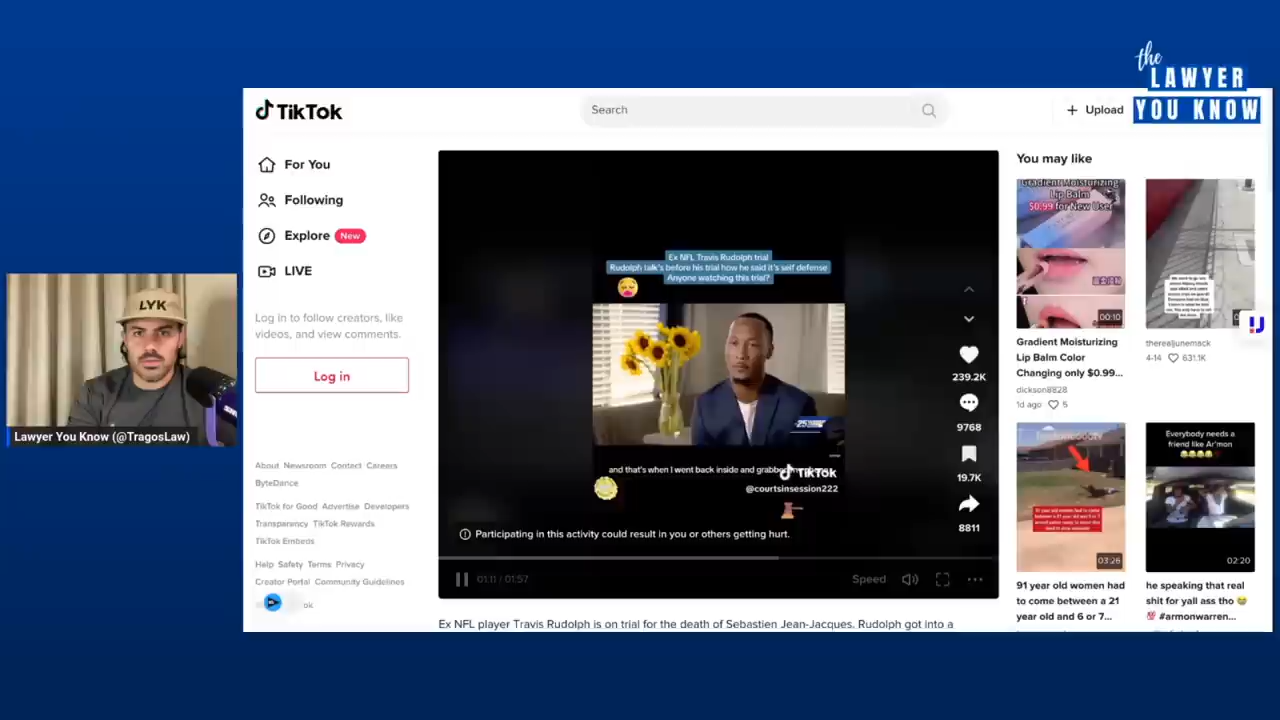 the
LAWYER
YOU KNOW
TikTok
Search
+ Upload
For You
Following
Explore New
LIVE
Log in to follow creators, like
videos, and view comments.
Log in
About Newsroom Contact Careers
ByteDance
TikTok for Good Advertise Developers
Transparency TikTok Rewards
TikTok Embeds
Help Safety Terms Privacy
Creator Portal Community Guidelines
ok
LYK
Lawyer You Know (@TragosLaw)
Ex NFL Travis Rudolph trial
Rudolph talk's before his trial how he said it's self defense
Anyone watching this trial?
25
and that's when I went back inside and grabbed
TikTok
@courtsinsession222
Participating in this activity could result in you or others getting hurt.
01:11 / 01:57
Speed
239.2K
9768
19.7K
8811
Ex NFL player Travis Rudolph is on trial for the death of Sebastien Jean-Jacques. Rudolph got into a
You may like
Gradient Moisturizing
Lip Balm
$0.99 for New User
00:10
Gradient Moisturizing
Lip Balm Color
Changing only $0.99...
dickson8828
1d ago 5
therealjunemack
4-14 631.1K
03:26
91 year old women had
to come between a 21
year old and 6 or 7...
Everybody needs a
friend like Ar'mon
02:20
he speaking that real
shit for yall ass tho
#armonwarren...